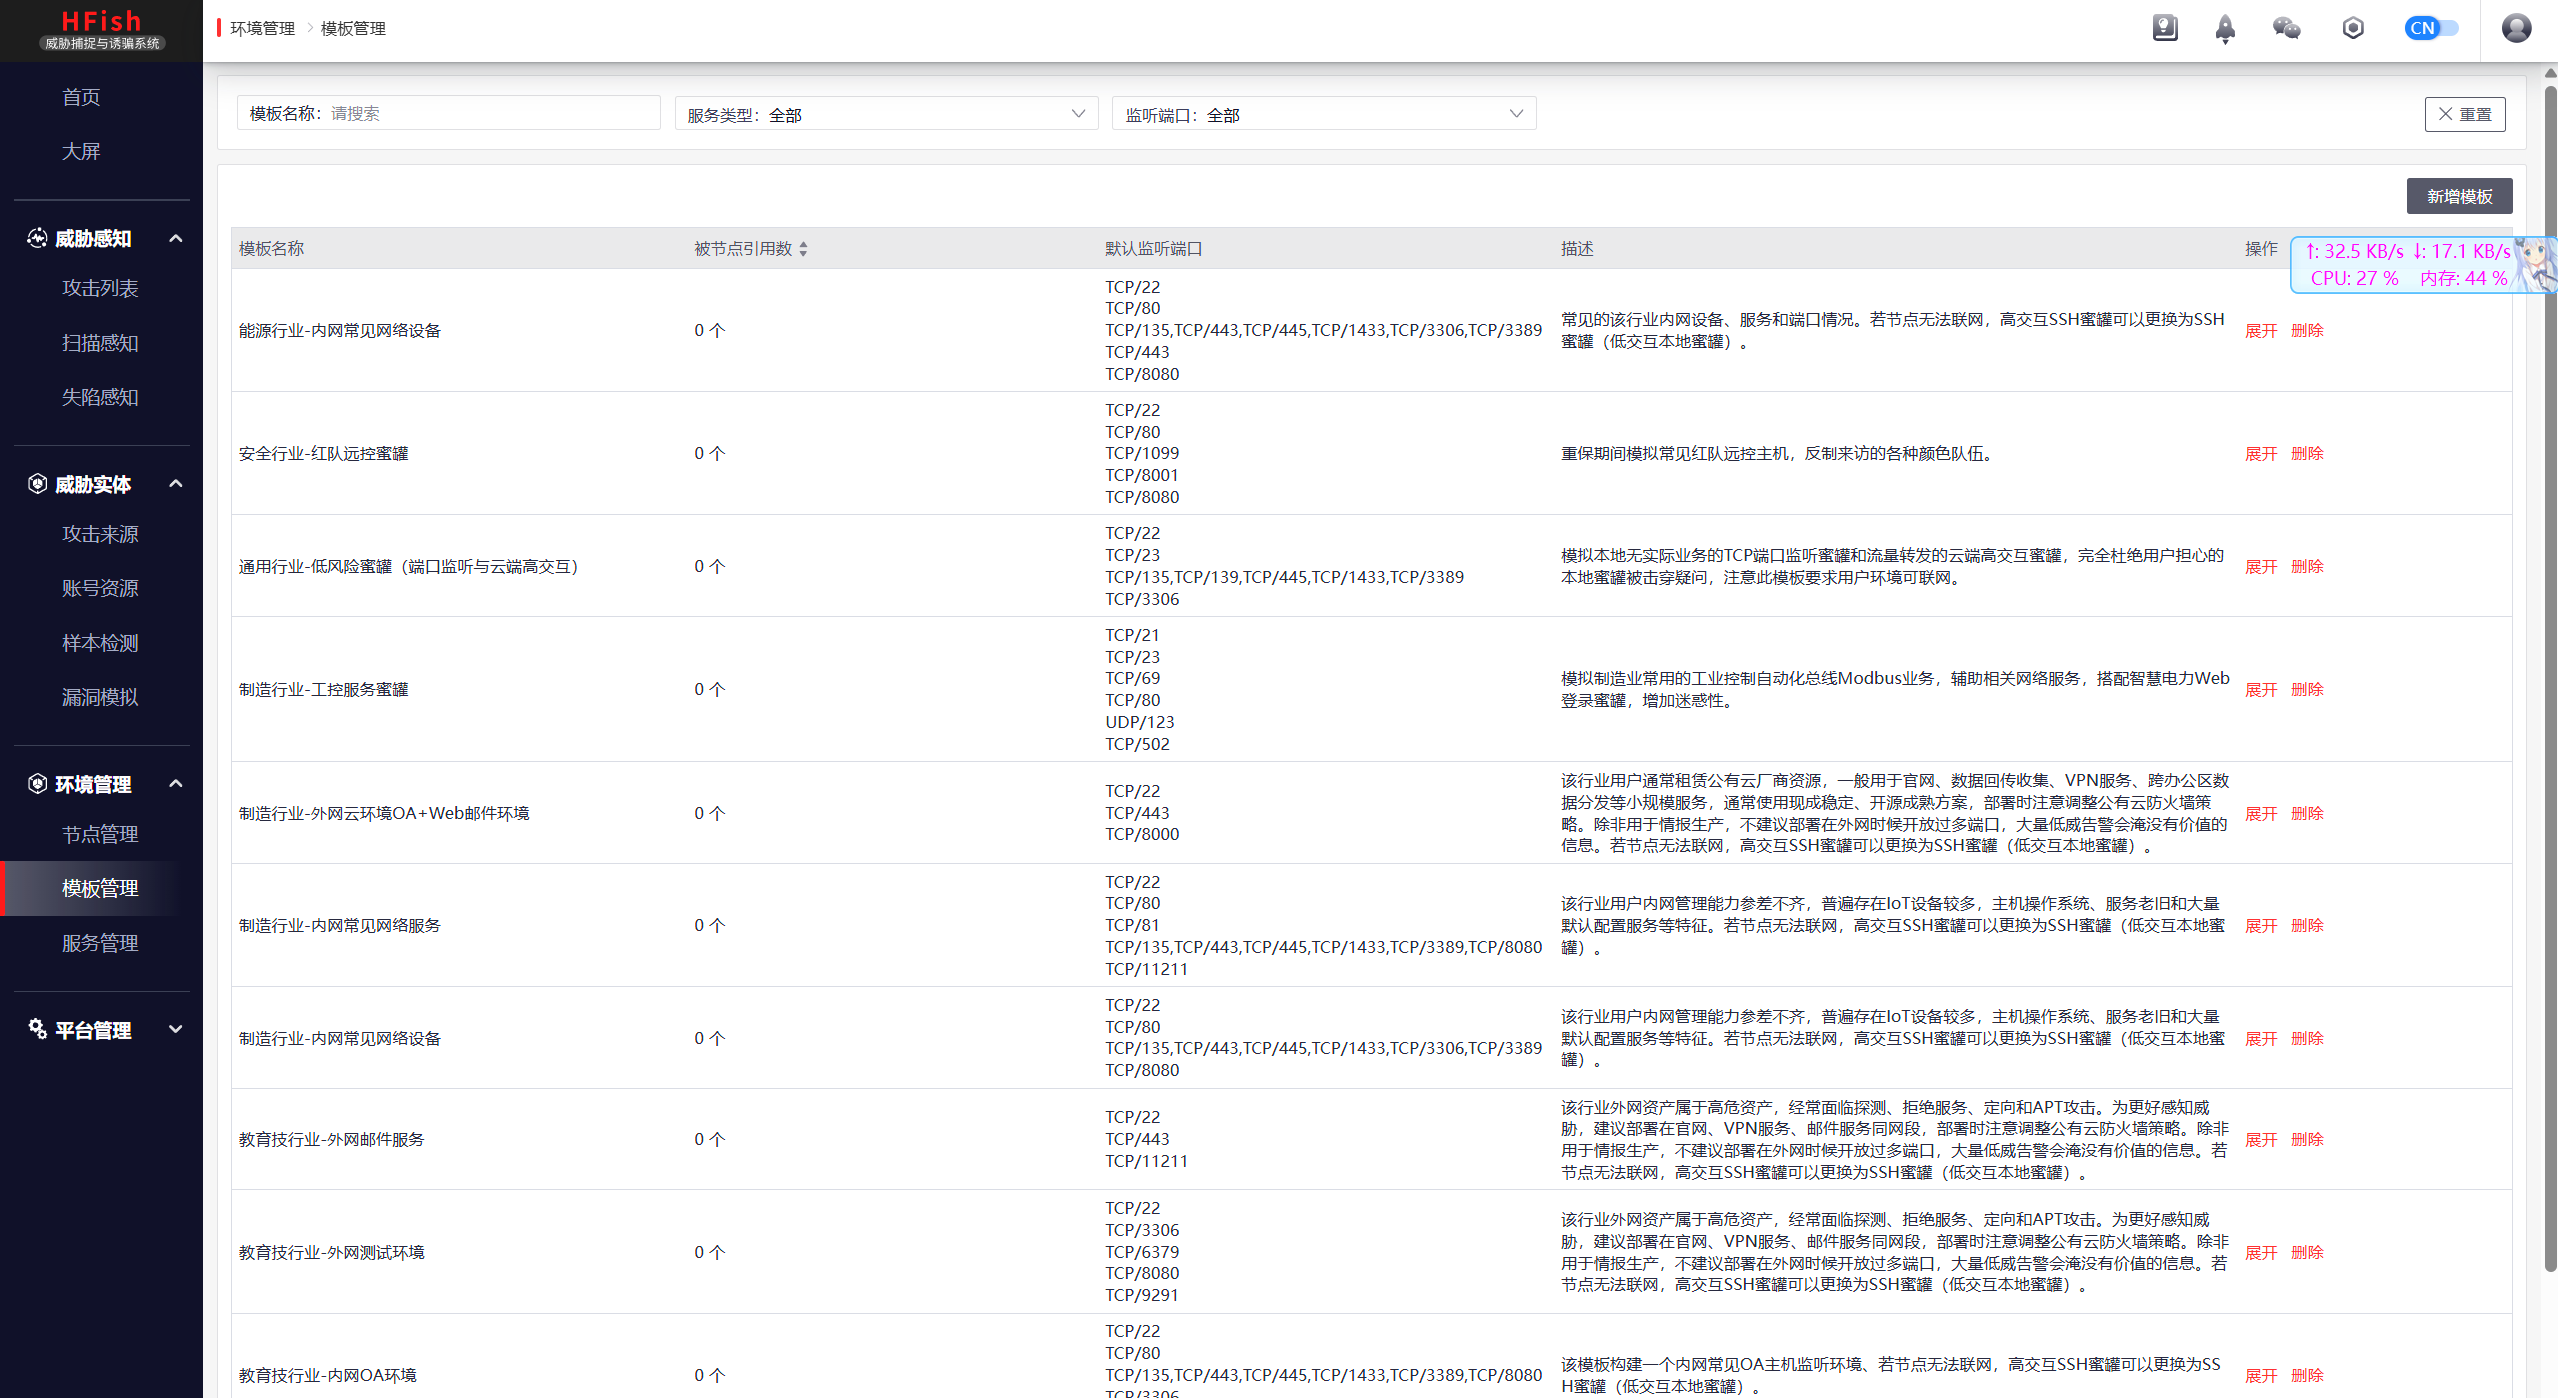 HFish
威胁捕捉与诱骗系统
环境管理 > 模板管理
CN
首页
大屏
威胁感知
攻击列表
扫描感知
失陷感知
威胁实体
攻击来源
账号资源
样本检测
漏洞模拟
环境管理
节点管理
模板管理
服务管理
平台管理
模板名称: 请搜索
服务类型: 全部
监听端口: 全部
重置
新增模板
模板名称 被节点引用数 默认监听端口 描述 操作
↑: 32.5 KB/s ↓: 17.1 KB/s
CPU: 27 % 内存: 44 %
能源行业-内网常见网络设备
0 个
TCP/22
TCP/80
TCP/135,TCP/443,TCP/445,TCP/1433,TCP/3306,TCP/3389
TCP/443
TCP/8080
常见的该行业内网设备、服务和端口情况。若节点无法联网，高交互SSH蜜罐可以更换为SSH
蜜罐（低交互本地蜜罐）。
展开 删除
安全行业-红队远控蜜罐
0 个
TCP/22
TCP/80
TCP/1099
TCP/8001
TCP/8080
重保期间模拟常见红队远控主机，反制来访的各种颜色队伍。
展开 删除
通用行业-低风险蜜罐（端口监听与云端高交互）
0 个
TCP/22
TCP/23
TCP/135,TCP/139,TCP/445,TCP/1433,TCP/3389
TCP/3306
模拟本地无实际业务的TCP端口监听蜜罐和流量转发的云端高交互蜜罐，完全杜绝用户担心的
本地蜜罐被击穿疑问，注意此模板要求用户环境可联网。
展开 删除
制造行业-工控服务蜜罐
0 个
TCP/21
TCP/23
TCP/69
TCP/80
UDP/123
TCP/502
模拟制造业常用的工业控制自动化总线Modbus业务，辅助相关网络服务，搭配智慧电力Web
登录蜜罐，增加迷惑性。
展开 删除
制造行业-外网云环境OA+Web邮件环境
0 个
TCP/22
TCP/443
TCP/8000
该行业用户通常租赁公有云厂商资源，一般用于官网、数据回传收集、VPN服务、跨办公区数
据分发等小规模服务，通常使用现成稳定、开源成熟方案，部署时注意调整公有云防火墙策
略。除非用于情报生产，不建议部署在外网时候开放过多端口，大量低威告警会淹没有价值的
信息。若节点无法联网，高交互SSH蜜罐可以更换为SSH蜜罐（低交互本地蜜罐）。
展开 删除
制造行业-内网常见网络服务
0 个
TCP/22
TCP/80
TCP/81
TCP/135,TCP/443,TCP/445,TCP/1433,TCP/3389,TCP/8080
TCP/11211
该行业用户内网管理能力参差不齐，普遍存在IoT设备较多，主机操作系统、服务老旧和大量
默认配置服务等特征。若节点无法联网，高交互SSH蜜罐可以更换为SSH蜜罐（低交互本地蜜
罐）。
展开 删除
制造行业-内网常见网络设备
0 个
TCP/22
TCP/80
TCP/135,TCP/443,TCP/445,TCP/1433,TCP/3306,TCP/3389
TCP/8080
该行业用户内网管理能力参差不齐，普遍存在IoT设备较多，主机操作系统、服务老旧和大量
默认配置服务等特征。若节点无法联网，高交互SSH蜜罐可以更换为SSH蜜罐（低交互本地蜜
罐）。
展开 删除
教育技行业-外网邮件服务
0 个
TCP/22
TCP/443
TCP/11211
该行业外网资产属于高危资产，经常面临探测、拒绝服务、定向和APT攻击。为更好感知威
胁，建议部署在官网、VPN服务、邮件服务同网段，部署时注意调整公有云防火墙策略。除非
用于情报生产，不建议部署在外网时候开放过多端口，大量低威告警会淹没有价值的信息。若
节点无法联网，高交互SSH蜜罐可以更换为SSH蜜罐（低交互本地蜜罐）。
展开 删除
教育技行业-外网测试环境
0 个
TCP/22
TCP/3306
TCP/6379
TCP/8080
TCP/9291
该行业外网资产属于高危资产，经常面临探测、拒绝服务、定向和APT攻击。为更好感知威
胁，建议部署在官网、VPN服务、邮件服务同网段，部署时注意调整公有云防火墙策略。除非
用于情报生产，不建议部署在外网时候开放过多端口，大量低威告警会淹没有价值的信息。若
节点无法联网，高交互SSH蜜罐可以更换为SSH蜜罐（低交互本地蜜罐）。
展开 删除
教育技行业-内网OA环境
0 个
TCP/22
TCP/80
TCP/135,TCP/443,TCP/445,TCP/1433,TCP/3389,TCP/8080
TCP/3306
该模板构建一个内网常见OA主机监听环境、若节点无法联网，高交互SSH蜜罐可以更换为SS
H蜜罐（低交互本地蜜罐）。
展开 删除